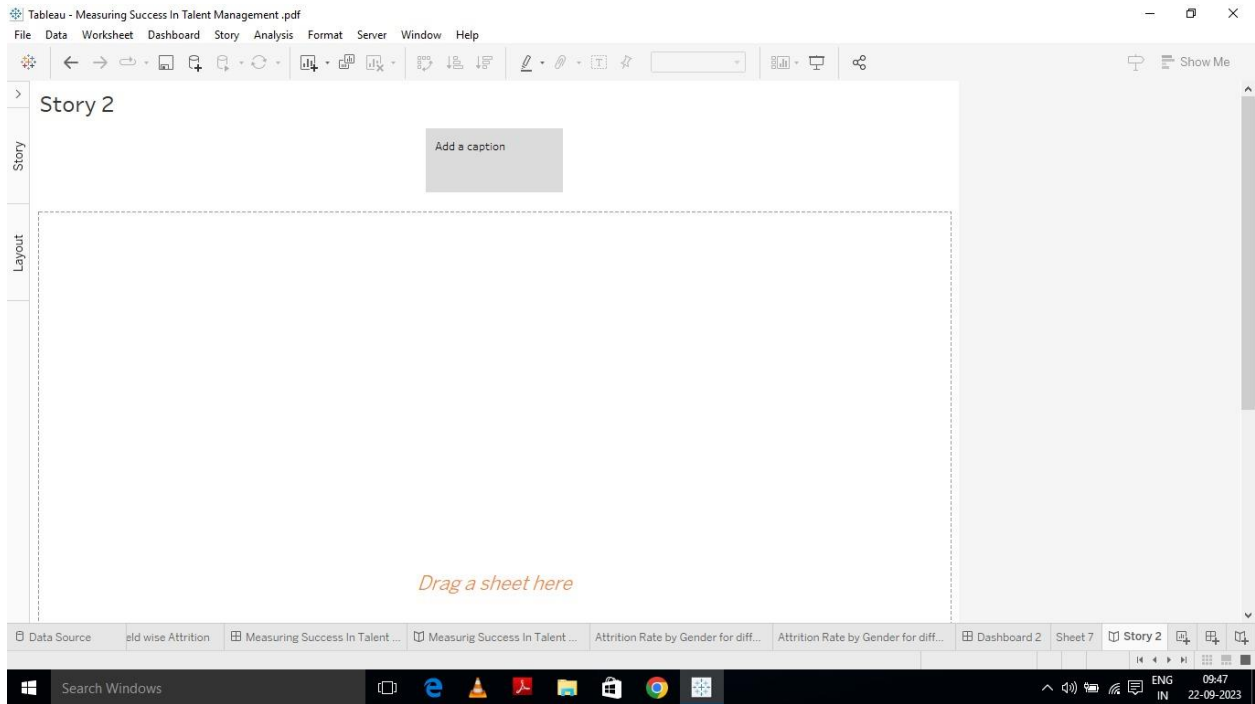 Tableau - Measuring Success In Talent Management .pdf
File Data Worksheet Dashboard Story Analysis Format Server Window Help
Show Me
Story 2
Add a caption
Story
Layout
Drag a sheet here
Data Source eld wise Attrition Measuring Success In Talent ... Measurig Success In Talent ... Attrition Rate by Gender for diff... Attrition Rate by Gender for diff... Dashboard 2 Sheet 7 Story 2
Search Windows
ENG 09:47
IN 22-09-2023